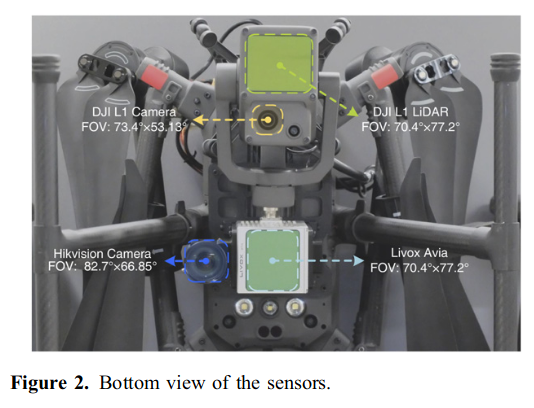 DJI L1 Camera
FOV: 73.4°×53.13°
DJI L1 LiDAR
FOV: 70.4°×77.2°
Hikvision Camera
FOV: 82.7°×66.85°
Livox Avia
FOV: 70.4°×77.2°
LIVOX
Figure 2. Bottom view of the sensors.